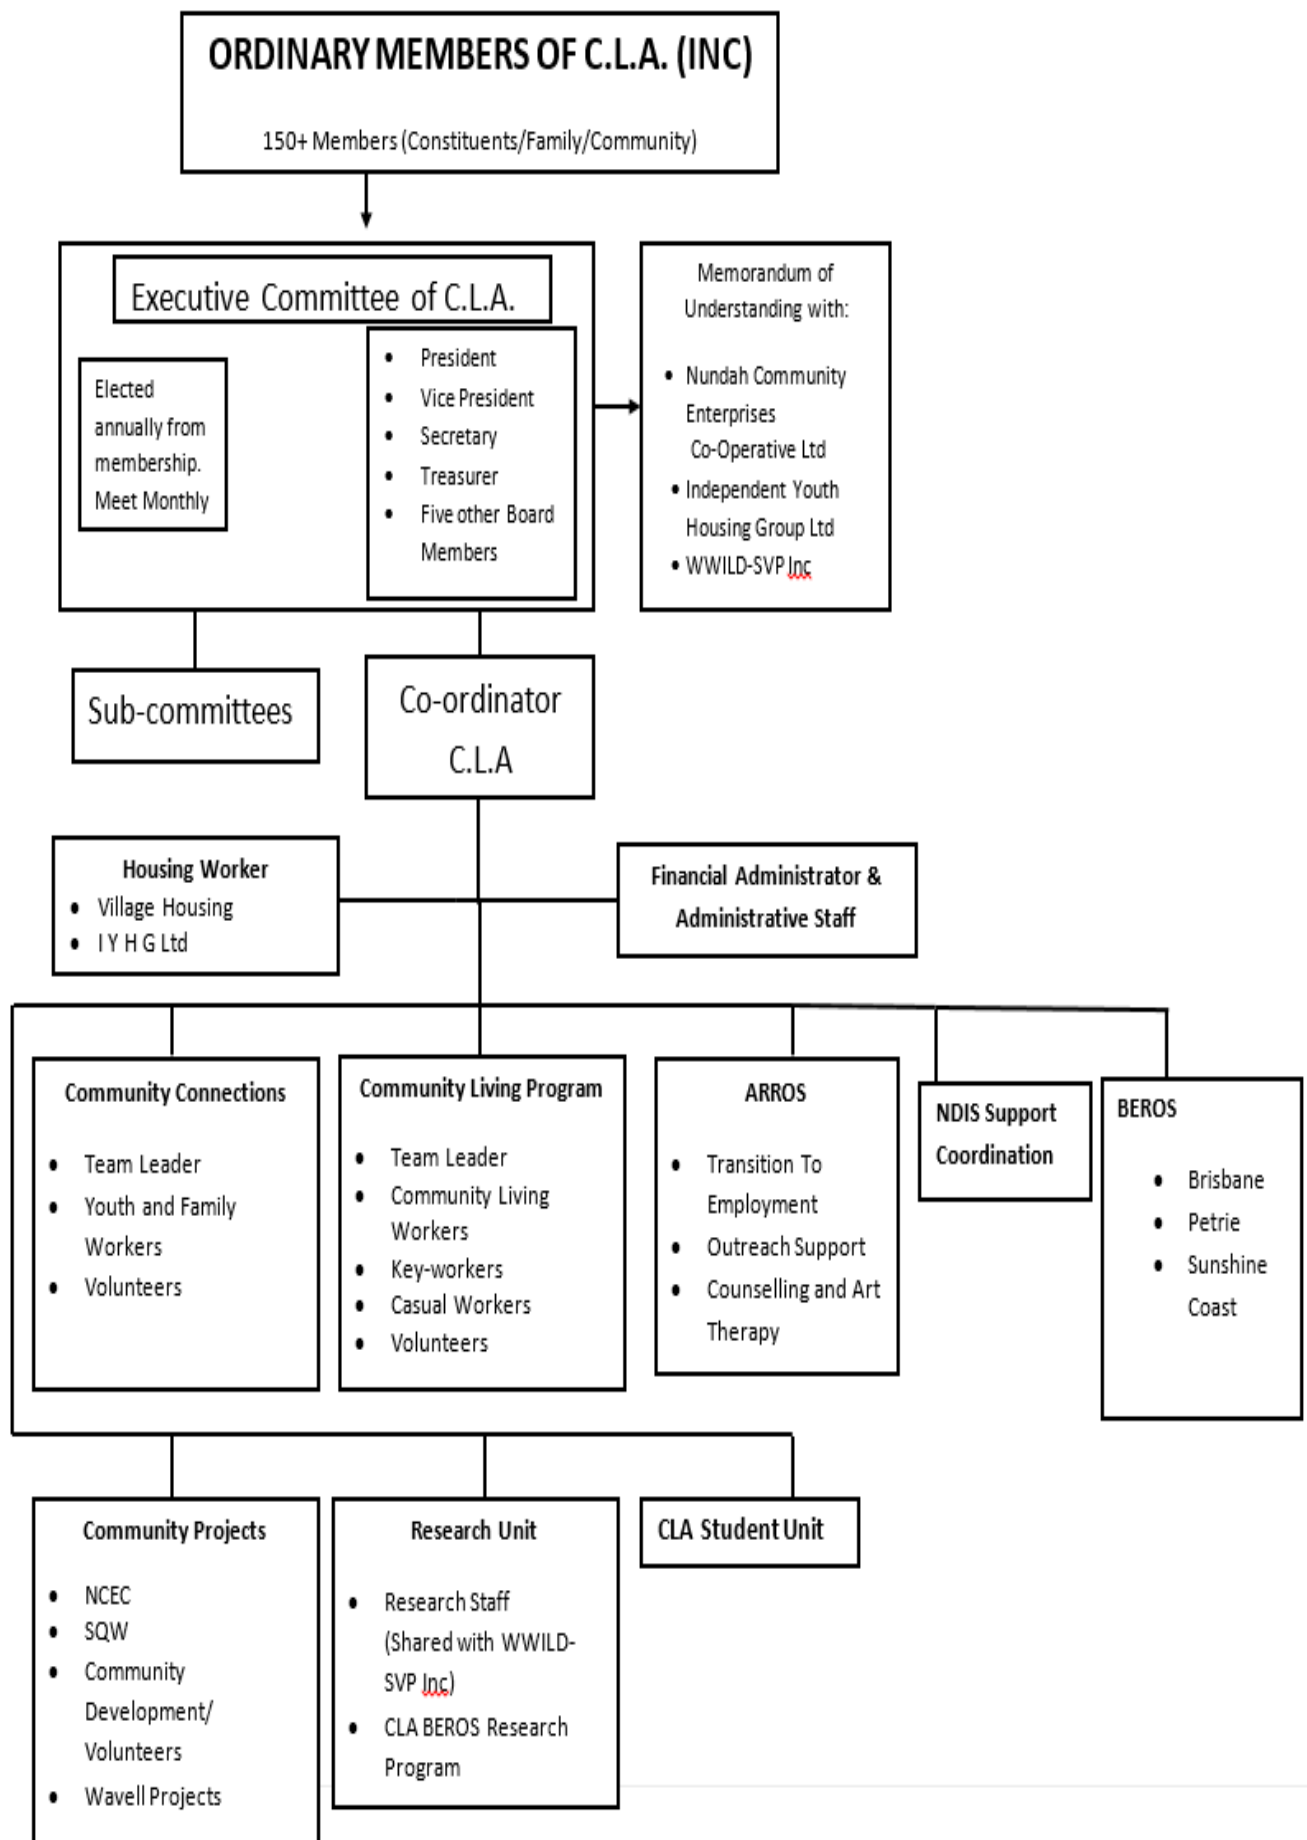 ORDINARY MEMBERS OF C.L.A. (INC)
150+ Members (Constituents/Family/Community)
Executive Committee of C.L.A.
Elected
annually from
membership.
Meet Monthly
• President
• Vice President
• Secretary
• Treasurer
• Five other Board
Members
Memorandum of
Understanding with:
• Nundah Community
Enterprises
Co-Operative Ltd
• Independent Youth
Housing Group Ltd
• WWILD-SVP Inc
Sub-committees
Co-ordinator
C.L.A
Housing Worker
• Village Housing
• I Y H G Ltd
Financial Administrator &
Administrative Staff
Community Connections
• Team Leader
• Youth and Family
Workers
• Volunteers
Community Living Program
• Team Leader
• Community Living
Workers
• Key-workers
• Casual Workers
• Volunteers
ARROS
• Transition To
Employment
• Outreach Support
• Counselling and Art
Therapy
NDIS Support
Coordination
BEROS
• Brisbane
• Petrie
• Sunshine
Coast
Community Projects
• NCEC
• SQW
• Community
Development/
Volunteers
• Wavell Projects
Research Unit
• Research Staff
(Shared with WWILD-
SVP Inc)
• CLA BEROS Research
Program
CLA Student Unit